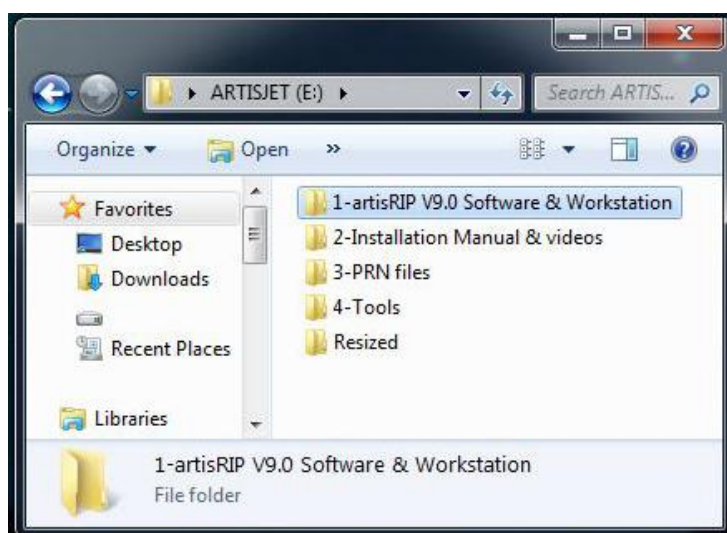 ARTISJET (E:)
Search ARTIS...
Organize
Open
»
Favorites
Desktop
Downloads
Recent Places
Libraries
1-artisRIP V9.0 Software & Workstation
2-Installation Manual & videos
3-PRN files
4-Tools
Resized
1-artisRIP V9.0 Software & Workstation
File folder